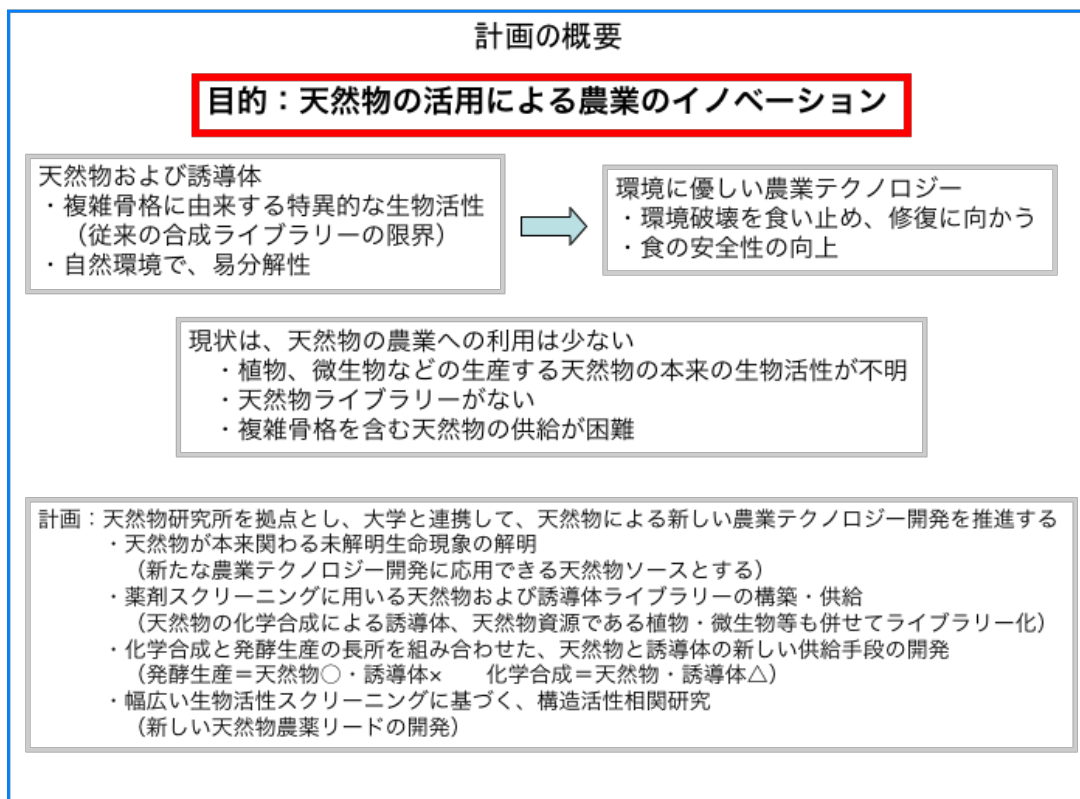 計画の概要
目的：天然物の活用による農業のイノベーション
天然物および誘導体
・複雑骨格に由来する特異的な生物活性
（従来の合成ライブラリーの限界）
・自然環境で、易分解性
環境に優しい農業テクノロジー
・環境破壊を食い止め、修復に向かう
・食の安全性の向上
現状は、天然物の農業への利用は少ない
・植物、微生物などの生産する天然物の本来の生物活性が不明
・天然物ライブラリーがない
・複雑骨格を含む天然物の供給が困難
計画：天然物研究所を拠点とし、大学と連携して、天然物による新しい農業テクノロジー開発を推進する
・天然物が本来関わる未解明生命現象の解明
（新たな農業テクノロジー開発に応用できる天然物ソースとする）
・薬剤スクリーニングに用いる天然物および誘導体ライブラリーの構築・供給
（天然物の化学合成による誘導体、天然物資源である植物・微生物等も併せてライブラリー化）
・化学合成と発酵生産の長所を組み合わせた、天然物と誘導体の新しい供給手段の開発
（発酵生産＝天然物○・誘導体×　　化学合成＝天然物・誘導体△）
・幅広い生物活性スクリーニングに基づく、構造活性相関研究
（新しい天然物農薬リードの開発）